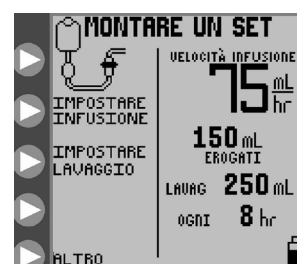 MONTARE UN SET
VELOCITÀ INFUSIONE
75 mL/hr
IMPOSTARE
INFUSIONE
150 mL
EROGATI
IMPOSTARE
LAVAGGIO
LAVAG 250 mL
OGNI 8 hr
ALTRO